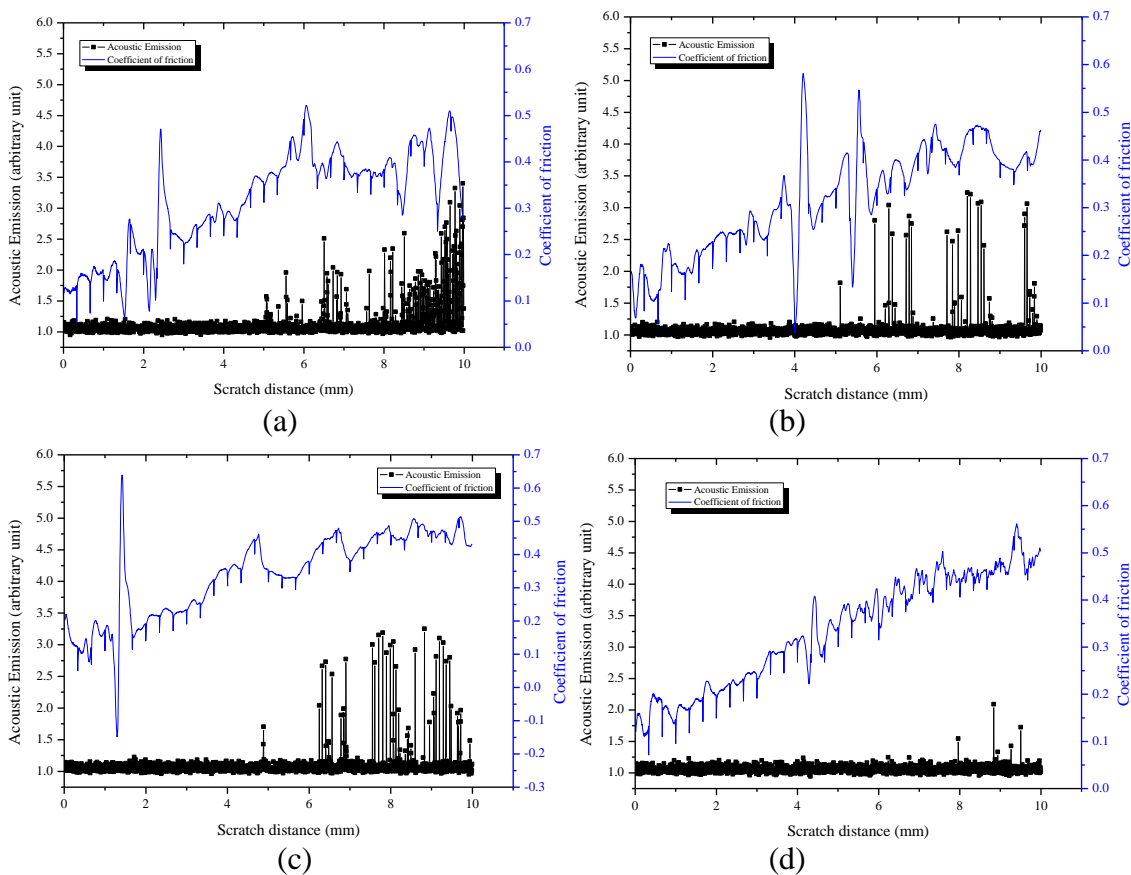 Acoustic Emission (arbitrary unit)
6.0
5.5
5.0
4.5
4.0
3.5
3.0
2.5
2.0
1.5
1.0
Acoustic Emission
Coefficient of friction
0.7
0.6
0.5
0.4
0.3
0.2
0.1
0.0
Coefficient of friction
0 2 4 6 8 10
Scratch distance (mm)
(a)
Acoustic Emission (arbitrary unit)
6.0
5.5
5.0
4.5
4.0
3.5
3.0
2.5
2.0
1.5
1.0
Acoustic Emission
Coefficient of friction
0.7
0.6
0.5
0.4
0.3
0.2
0.1
0.0
Coefficient of friction
0 2 4 6 8 10
Scratch distance (mm)
(b)
Acoustic Emission (arbitrary unit)
6.0
5.5
5.0
4.5
4.0
3.5
3.0
2.5
2.0
1.5
1.0
Acoustic Emission
Coefficient of friction
0.7
0.6
0.5
0.4
0.3
0.2
0.1
0.0
-0.1
-0.2
-0.3
Coefficient of friction
0 2 4 6 8 10
Scratch distance (mm)
(c)
Acoustic Emission (arbitrary unit)
6.0
5.5
5.0
4.5
4.0
3.5
3.0
2.5
2.0
1.5
1.0
Acoustic Emission
Coefficient of friction
0.7
0.6
0.5
0.4
0.3
0.2
0.1
0.0
Coefficient of friction
0 2 4 6 8 10
Scratch distance (mm)
(d)